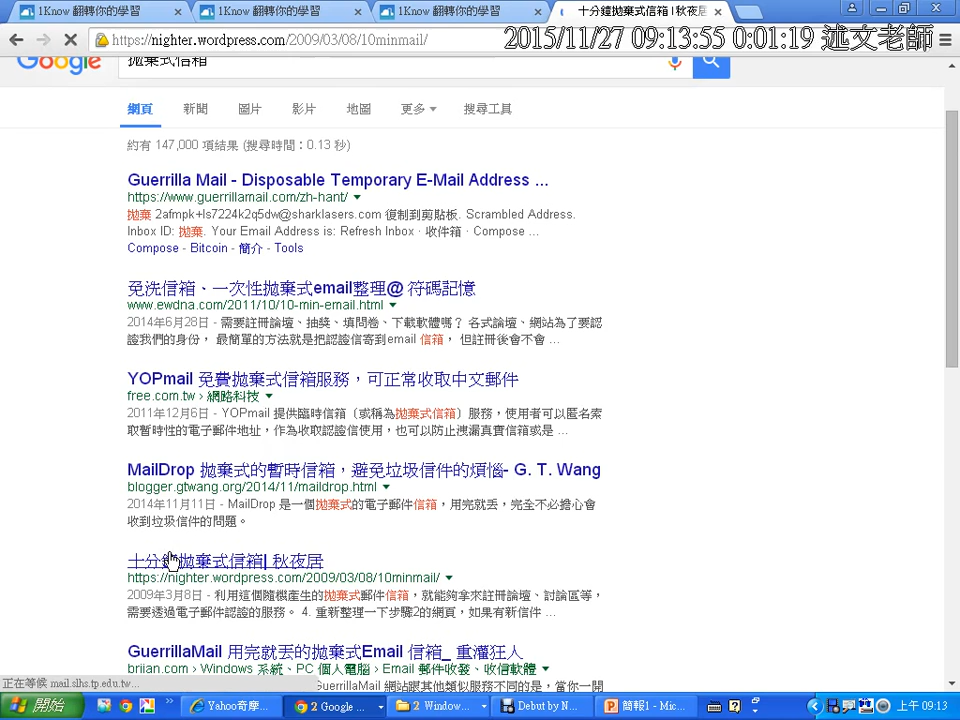 1Know 翻轉你的學習
1Know 翻轉你的學習
1Know 翻轉你的學習
十分鐘拋棄式信箱 | 秋夜居
https://nighter.wordpress.com/2009/03/08/10minmail/
2015/11/27 09:13:55 0:01:19 述文老師
Google
拋棄式信箱
網頁 新聞 圖片 影片 地圖 更多 搜尋工具
約有 147,000 項結果 (搜尋時間：0.13 秒)
Guerrilla Mail - Disposable Temporary E-Mail Address ...
https://www.guerrillamail.com/zh-hant/
拋棄 2afmpk+ls7224k2q5dw@sharklasers.com 復制到剪貼板. Scrambled Address.
Inbox ID: 拋棄. Your Email Address is: Refresh Inbox · 收件箱 · Compose ...
Compose - Bitcoin - 簡介 - Tools
免洗信箱、一次性拋棄式email整理@ 符碼記憶
www.ewdna.com/2011/10/10-min-email.html
2014年6月28日 - 需要註冊論壇、抽獎、填問卷、下載軟體嗎？ 各式論壇、網站為了要認
證我們的身份， 最簡單的方法就是把認證信寄到email 信箱， 但註冊後會不會 ...
YOPmail 免費拋棄式信箱服務，可正常收取中文郵件
free.com.tw › 網路科技
2011年12月6日 - YOPmail 提供臨時信箱（或稱為拋棄式信箱）服務，使用者可以匿名索
取暫時性的電子郵件地址，作為收取認證信使用，也可以防止洩漏真實信箱或是 ...
MailDrop 拋棄式的暫時信箱，避免垃圾信件的煩惱- G. T. Wang
blogger.gtwang.org/2014/11/maildrop.html
2014年11月11日 - MailDrop 是一個拋棄式的電子郵件信箱，用完就丟，完全不必擔心會
收到垃圾信件的問題。
十分鐘拋棄式信箱| 秋夜居
https://nighter.wordpress.com/2009/03/08/10minmail/
2009年3月8日 - 利用這個隨機產生的拋棄式郵件信箱，就能夠拿來註冊論壇、討論區等，
需要透過電子郵件認證的服務。 4. 重新整理一下步驟2的網頁，如果有新信件 ...
GuerrillaMail 用完就丟的拋棄式Email 信箱_ 重灌狂人
briian.com › Windows 系統、PC 個人電腦 › Email 郵件收發、收信軟體
GuerrillaMail 網站跟其他類似服務不同的是，當你一開
正在等候 mail.slhs.tp.edu.tw...
開始 Yahoo奇摩... 2 Google ... 2 Window... Debut by N... 簡報1 - Mic... 上午 09:13